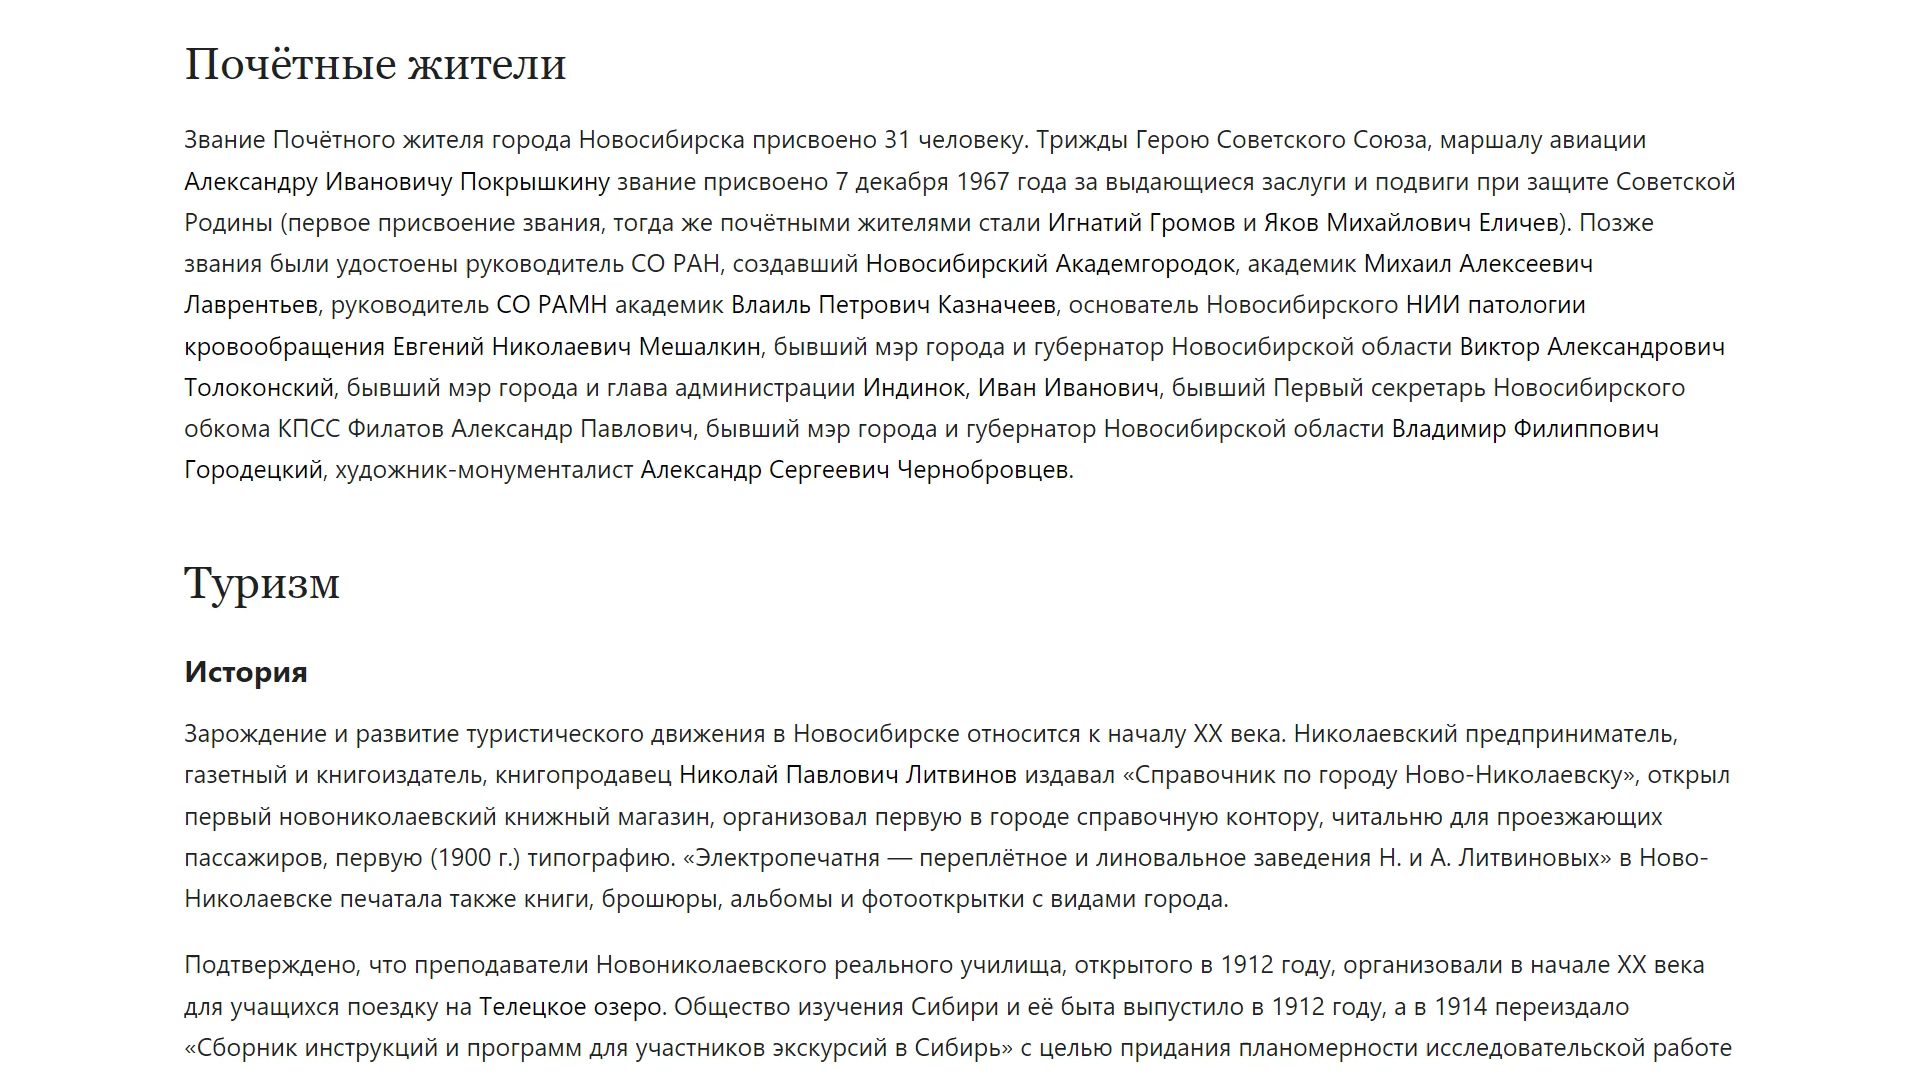 Почётные жители
Звание Почётного жителя города Новосибирска присвоено 31 человеку. Трижды Герою Советского Союза, маршалу авиации
Александру Ивановичу Покрышкину звание присвоено 7 декабря 1967 года за выдающиеся заслуги и подвиги при защите Советской
Родины (первое присвоение звания, тогда же почётными жителями стали Игнатий Громов и Яков Михайлович Еличев). Позже
звания были удостоены руководитель СО РАН, создавший Новосибирский Академгородок, академик Михаил Алексеевич
Лаврентьев, руководитель СО РАМН академик Влаиль Петрович Казначеев, основатель Новосибирского НИИ патологии
кровообращения Евгений Николаевич Мешалкин, бывший мэр города и губернатор Новосибирской области Виктор Александрович
Толоконский, бывший мэр города и глава администрации Индинок, Иван Иванович, бывший Первый секретарь Новосибирского
обкома КПСС Филатов Александр Павлович, бывший мэр города и губернатор Новосибирской области Владимир Филиппович
Городецкий, художник-монументалист Александр Сергеевич Чернобровцев.
Туризм
История
Зарождение и развитие туристического движения в Новосибирске относится к началу XX века. Николаевский предприниматель,
газетный и книгоиздатель, книгопродавец Николай Павлович Литвинов издавал «Справочник по городу Ново-Николаевску», открыл
первый новониколаевский книжный магазин, организовал первую в городе справочную контору, читальню для проезжающих
пассажиров, первую (1900 г.) типографию. «Электропечатня — переплётное и линовальное заведения Н. и А. Литвиновых» в Ново-
Николаевске печатала также книги, брошюры, альбомы и фотооткрытки с видами города.
Подтверждено, что преподаватели Новониколаевского реального училища, открытого в 1912 году, организовали в начале XX века
для учащихся поездку на Телецкое озеро. Общество изучения Сибири и её быта выпустило в 1912 году, а в 1914 переиздало
«Сборник инструкций и программ для участников экскурсий в Сибирь» с целью придания планомерности исследовательской работе